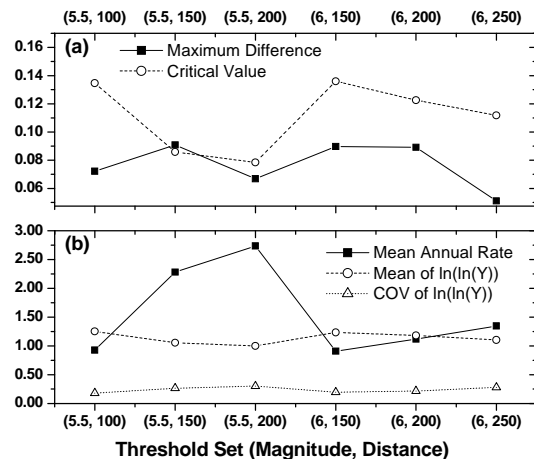 (5.5, 100) (5.5, 150) (5.5, 200) (6, 150) (6, 200) (6, 250)
0.16
(a)
Maximum Difference
Critical Value
0.14
0.12
0.10
0.08
0.06
3.00
(b)
Mean Annual Rate
Mean of ln(ln(Y))
COV of ln(ln(Y))
2.50
2.00
1.50
1.00
0.50
0.00
(5.5, 100) (5.5, 150) (5.5, 200) (6, 150) (6, 200) (6, 250)
Threshold Set (Magnitude, Distance)